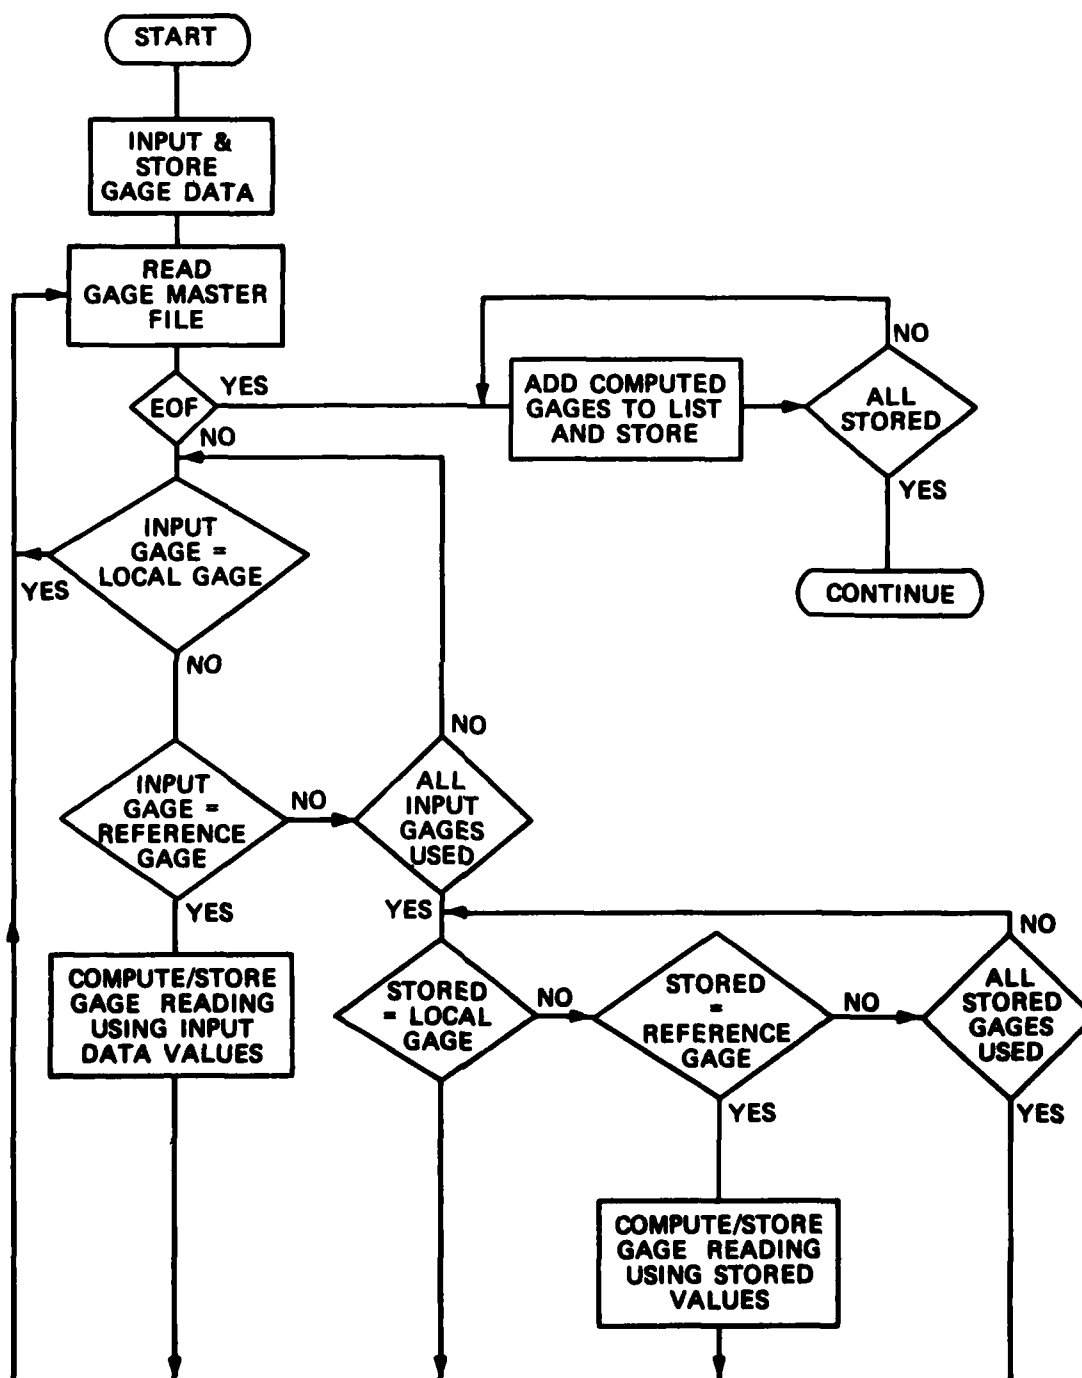 START
INPUT &
STORE
GAGE DATA
READ
GAGE MASTER
FILE
EOF
YES
NO
ADD COMPUTED
GAGES TO LIST
AND STORE
NO
ALL
STORED
YES
CONTINUE
INPUT
GAGE =
LOCAL GAGE
YES
NO
INPUT
GAGE =
REFERENCE
GAGE
NO
YES
NO
ALL
INPUT
GAGES
USED
YES
COMPUTE/STORE
GAGE READING
USING INPUT
DATA VALUES
STORED
= LOCAL
GAGE
NO
STORED
=
REFERENCE
GAGE
NO
YES
NO
ALL
STORED
GAGES
USED
YES
COMPUTE/STORE
GAGE READING
USING STORED
VALUES